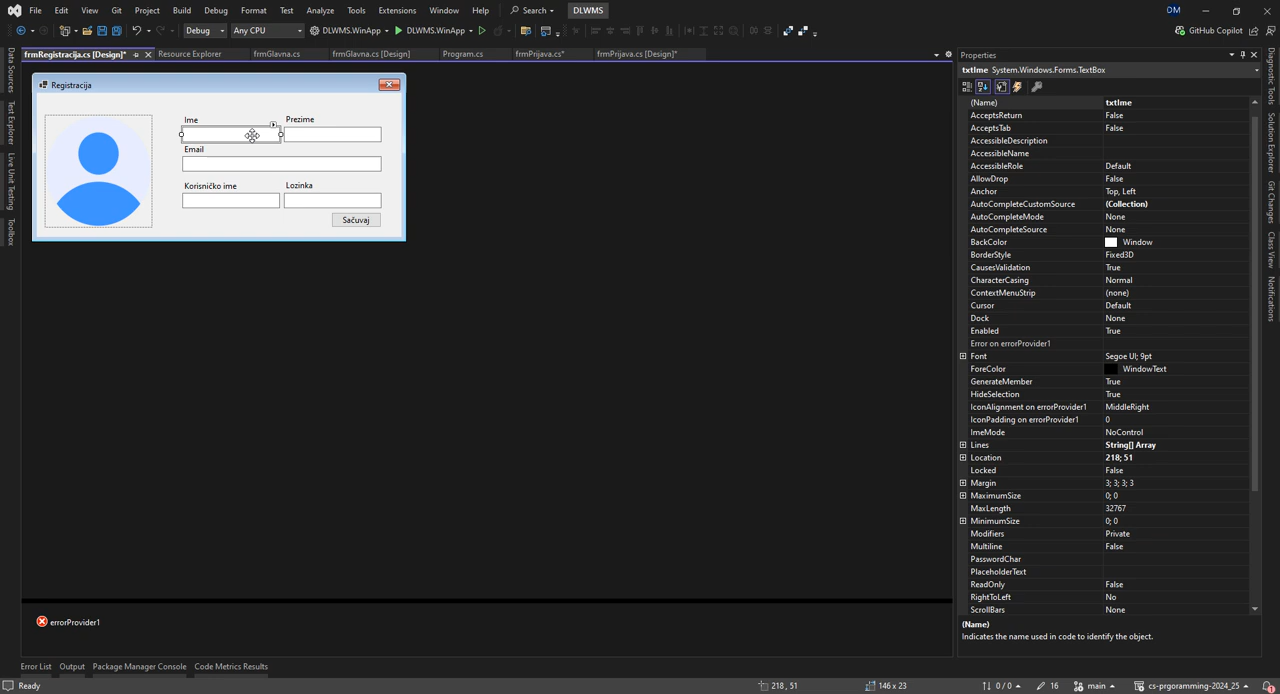 File Edit View Git Project Build Debug Format Test Analyze Tools Extensions Window Help Search DLWMS DM
Debug Any CPU DLWMS.WinApp DLWMS.WinApp GitHub Copilot
frmRegistracija.cs [Design]* Resource Explorer frmGlavna.cs frmGlavna.cs [Design] Program.cs frmPrijava.cs* frmPrijava.cs [Design]*
Data Sources
Test Explorer
Live Unit Testing
Toolbox
Registracija
Ime Prezime
Email
Korisničko ime Lozinka
Sačuvaj
errorProvider1
Properties
txtIme System.Windows.Forms.TextBox
(Name) txtIme
AcceptsReturn False
AcceptsTab False
AccessibleDescription
AccessibleName
AccessibleRole Default
AllowDrop False
Anchor Top, Left
AutoCompleteCustomSource (Collection)
AutoCompleteMode None
AutoCompleteSource None
BackColor Window
BorderStyle Fixed3D
CausesValidation True
CharacterCasing Normal
ContextMenuStrip (none)
Cursor Default
Dock None
Enabled True
Error on errorProvider1
Font Segoe UI; 9pt
ForeColor WindowText
GenerateMember True
HideSelection True
IconAlignment on errorProvider1 MiddleRight
IconPadding on errorProvider1 0
ImeMode NoControl
Lines String[] Array
Location 218; 51
Locked False
Margin 3; 3; 3; 3
MaximumSize 0; 0
MaxLength 32767
MinimumSize 0; 0
Modifiers Private
Multiline False
PasswordChar
PlaceholderText
ReadOnly False
RightToLeft No
ScrollBars None
(Name)
Indicates the name used in code to identify the object.
Diagnostic Tools
Solution Explorer
Git Changes
Class View
Notifications
Error List Output Package Manager Console Code Metrics Results
Ready 218 , 51 146 x 23 0 / 0 16 main cs-prgoramming-2024_25